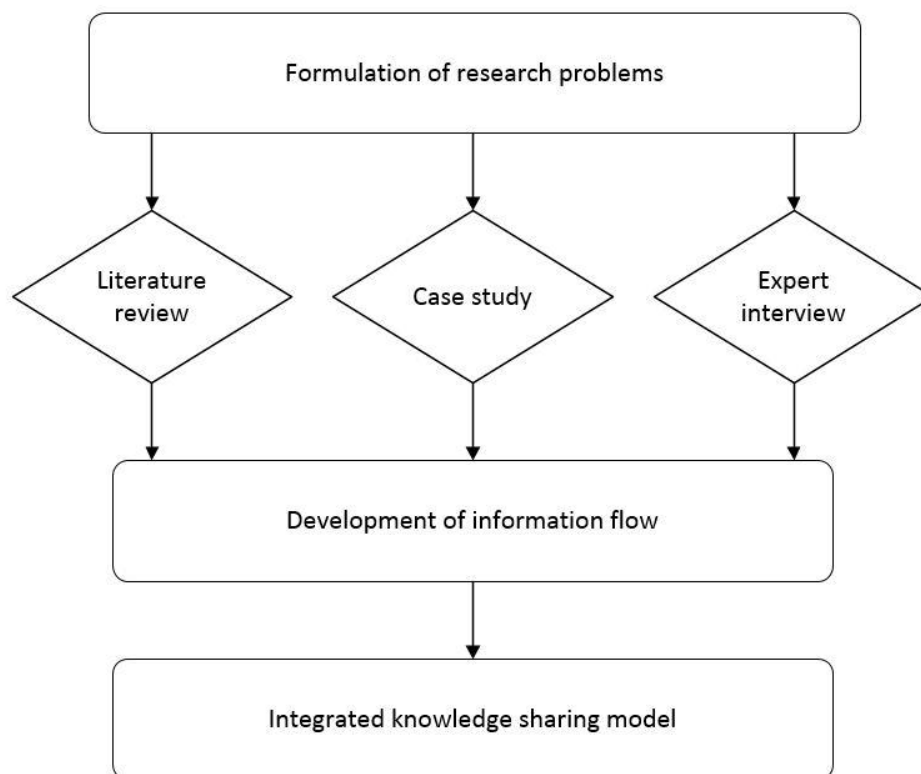 Formulation of research problems
Literature
review
Case study
Expert
interview
Development of information flow
Integrated knowledge sharing model